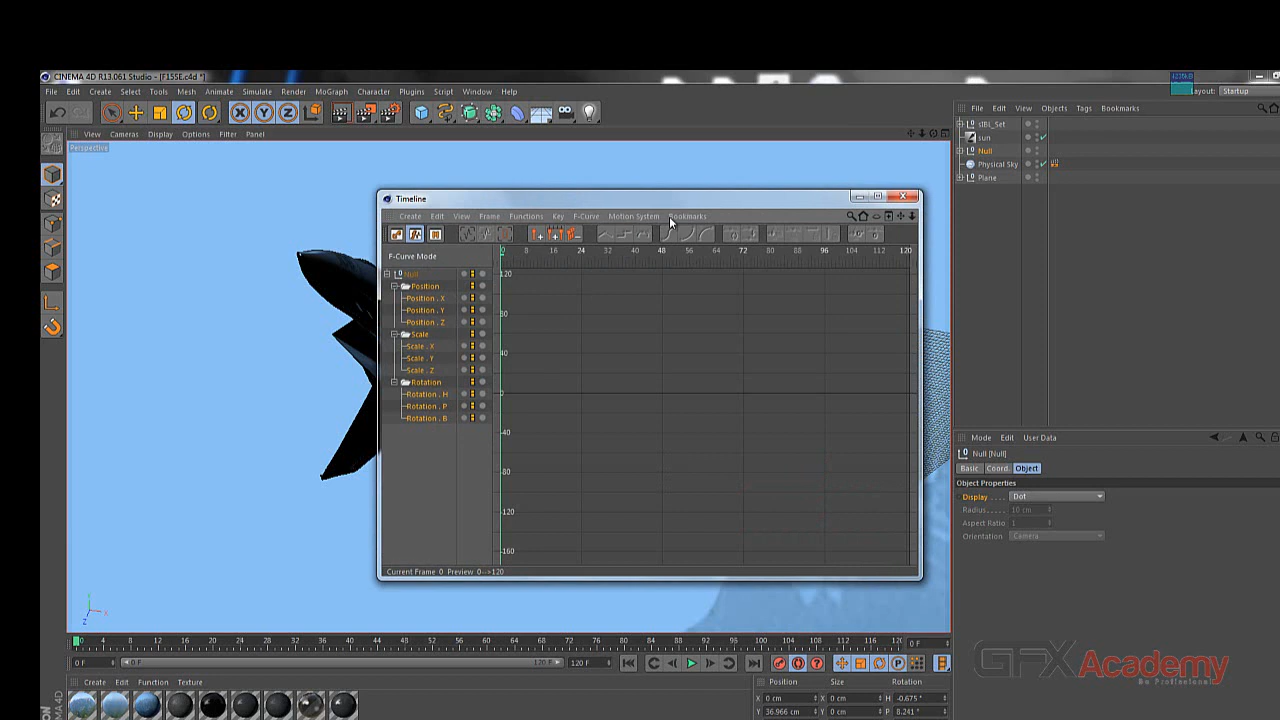 CINEMA 4D R13.061 Studio - [F15SE.c4d *]
File Edit Create Select Tools Mesh Animate Simulate Render MoGraph Character Plugins Script Window Help
Layout: Startup
X Y Z
View Cameras Display Options Filter Panel
Perspective
File Edit View Objects Tags Bookmarks
sIBL_Set
sun
Null
Physical Sky
Plane
Timeline
Create Edit View Frame Functions Key F-Curve Motion System Bookmarks
F-Curve Mode
0 8 16 24 32 40 48 56 64 72 80 88 96 104 112 120
Null
Position
Position . X
Position . Y
Position . Z
Scale
Scale . X
Scale . Y
Scale . Z
Rotation
Rotation . H
Rotation . P
Rotation . B
120
80
40
0
-40
-80
-120
-160
Current Frame 0 Preview 0-->120
Mode Edit User Data
Null [Null]
Basic Coord. Object
Object Properties
Display . . . . Dot
Radius . . . . . 10 cm
Aspect Ratio 1
Orientation . Camera
Y
X
Z
0 4 8 12 16 20 24 28 32 36 40 44 48 52 56 60 64 68 72 76 80 84 88 92 96 100 104 108 112 116 120
0 F
0 F 0 F 120 F 120 F
P
GFXAcademy
Be Professional
Create Edit Function Texture
Position Size Rotation
X 0 cm X 0 cm H -0.675 °
Y 36.966 cm Y 0 cm P 8.241 °